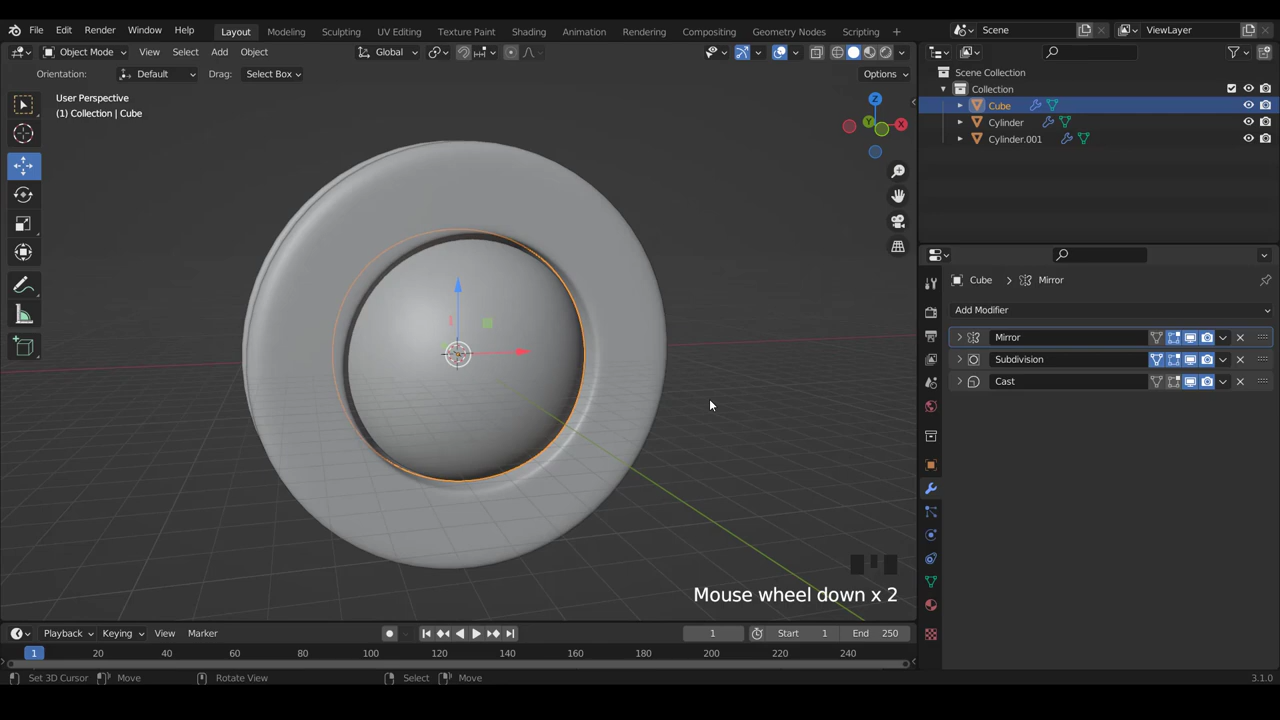 File Edit Render Window Help Layout Modeling Sculpting UV Editing Texture Paint Shading Animation Rendering Compositing Geometry Nodes Scripting + Scene ViewLayer
Object Mode View Select Add Object Global
Orientation: Default Drag: Select Box Options
User Perspective
(1) Collection | Cube
Z
Y
X
Scene Collection
Collection
Cube
Cylinder
Cylinder.001
Cube > Mirror
Add Modifier
Mirror
Subdivision
Cast
Mouse wheel down x 2
Playback Keying View Marker 1 Start 1 End 250
1 20 40 60 80 100 120 140 160 180 200 220 240
Set 3D Cursor Move Rotate View Select Move 3.1.0